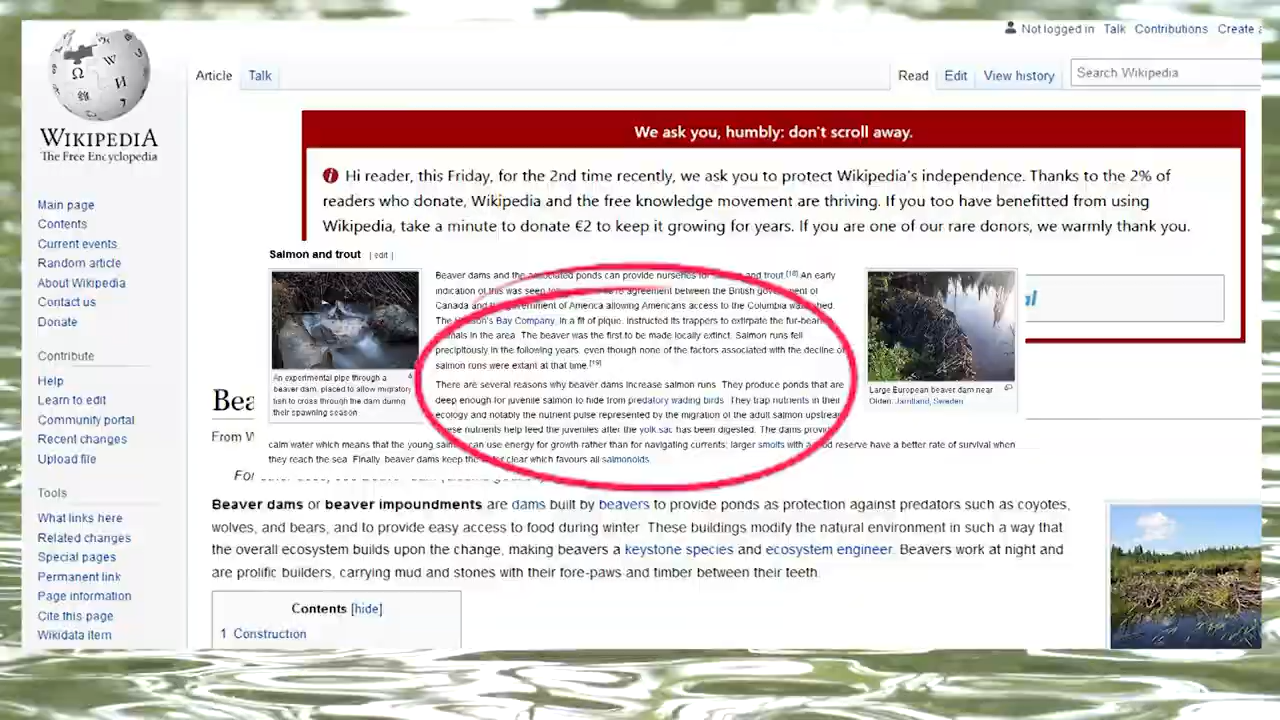 Not logged in Talk Contributions Create
Article Talk
Read Edit View history
Search Wikipedia
WIKIPEDIA
The Free Encyclopedia
Main page
Contents
Current events
Random article
About Wikipedia
Contact us
Donate
Contribute
Help
Learn to edit
Community portal
Recent changes
Upload file
Tools
What links here
Related changes
Special pages
Permanent link
Page information
Cite this page
Wikidata item
We ask you, humbly: don't scroll away.
Hi reader, this Friday, for the 2nd time recently, we ask you to protect Wikipedia's independence. Thanks to the 2% of
readers who donate, Wikipedia and the free knowledge movement are thriving. If you too have benefitted from using
Wikipedia, take a minute to donate €2 to keep it growing for years. If you are one of our rare donors, we warmly thank you.
Salmon and trout [ edit ]
An experimental pipe through a
beaver dam, placed to allow migratory
fish to cross through the dam during
their spawning season
Beaver dams and the associated ponds can provide nurseries for and trout.[18] An early
indication of this was seen agreement between the British government of
Canada and the government of America allowing Americans access to the Columbia watershed.
The Hudson's Bay Company, in a fit of pique, instructed its trappers to extirpate the fur-bearing
animals in the area. The beaver was the first to be made locally extinct. Salmon runs fell
precipitously in the following years, even though none of the factors associated with the decline of
salmon runs were extant at that time.[19]
There are several reasons why beaver dams increase salmon runs. They produce ponds that are
deep enough for juvenile salmon to hide from predatory wading birds. They trap nutrients in their
ecology and notably the nutrient pulse represented by the migration of the adult salmon upstream.
These nutrients help feed the juveniles after the yolk sac has been digested. The dams provide
calm water which means that the young salmon can use energy for growth rather than for navigating currents; larger smolts with a food reserve have a better rate of survival when
they reach the sea. Finally, beaver dams keep the water clear which favours all salmonoids.
Large European beaver dam near
Olden, Jämtland, Sweden
Bea
From W
Beaver dams or beaver impoundments are dams built by beavers to provide ponds as protection against predators such as coyotes,
wolves, and bears, and to provide easy access to food during winter. These buildings modify the natural environment in such a way that
the overall ecosystem builds upon the change, making beavers a keystone species and ecosystem engineer. Beavers work at night and
are prolific builders, carrying mud and stones with their fore-paws and timber between their teeth.
Contents [hide]
1 Construction